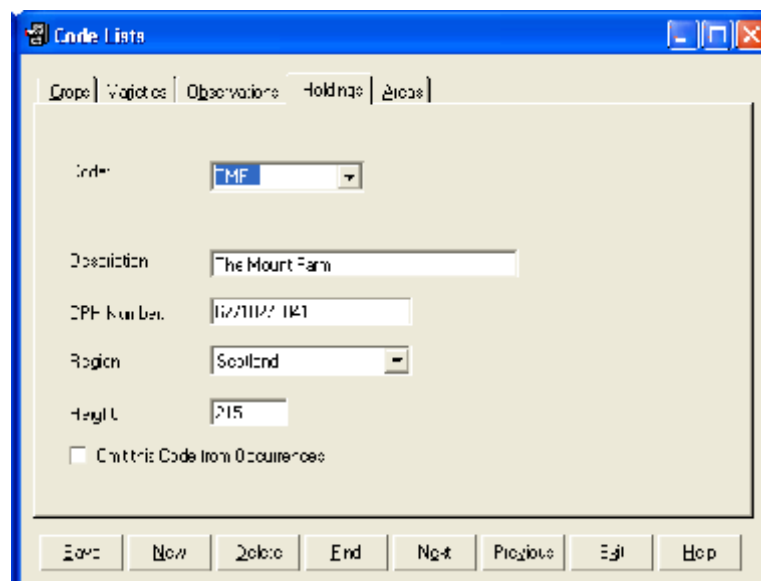 Code Lists
Crops Varieties Observations Holdings Areas
Code:
TMF
Description
The Mount Farm
CPH Number:
Region
Scotland
Height
215
Omit this Code from Occurrences
Save New Delete Find Next Previous Exit Help